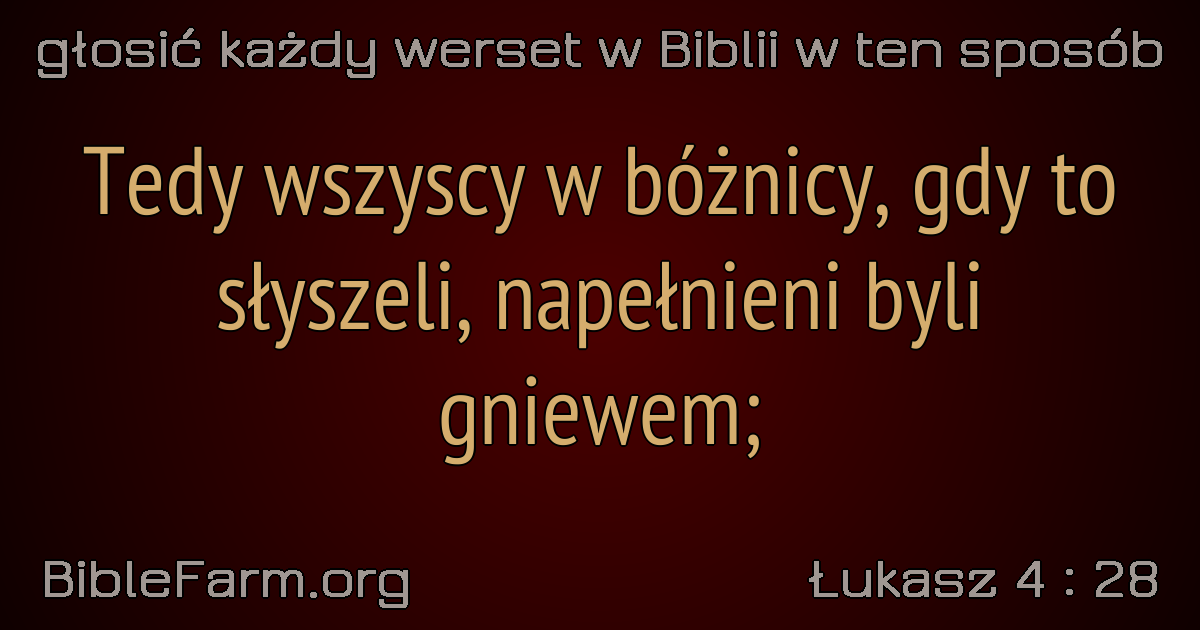 głosić każdy werset w Biblii w ten sposób
Tedy wszyscy w bóżnicy, gdy to
słyszeli, napełnieni byli
gniewem;
BibleFarm.org
Łukasz 4 : 28